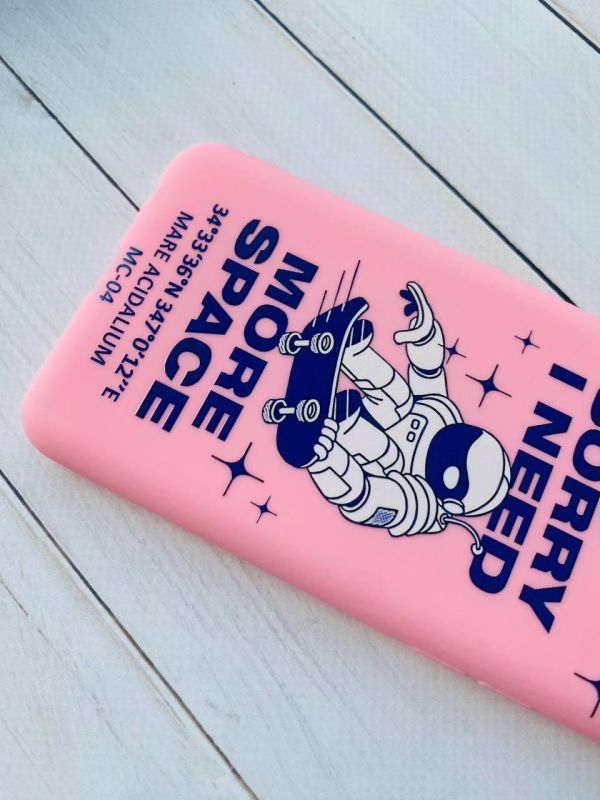 SORRY
I NEED
MORE
SPACE
34°33'36"N 347°0'12"E
MARE ACIDALIUM
MC-04